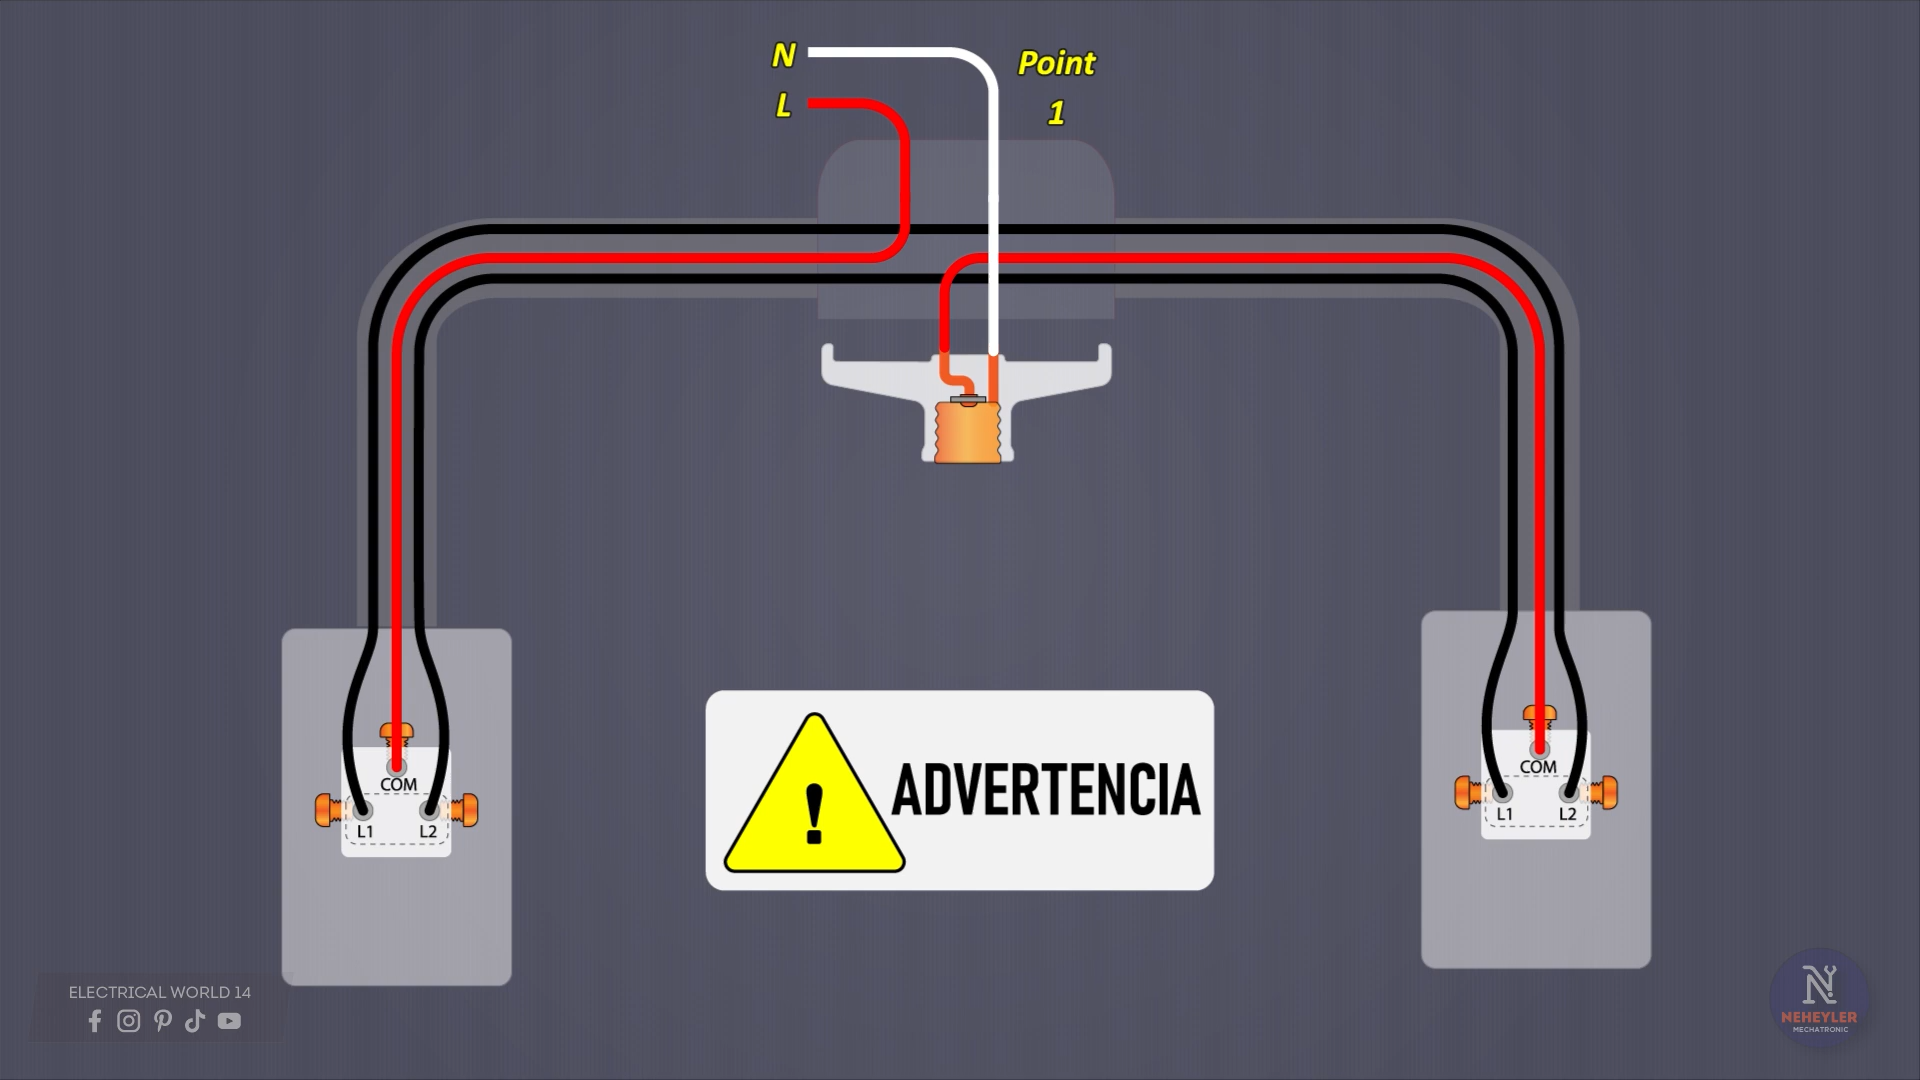 N
Point
L
1
COM
L1
L2
COM
L1
L2
!
ADVERTENCIA
ELECTRICAL WORLD 14
N
NEHEYLER
MECHATRONIC